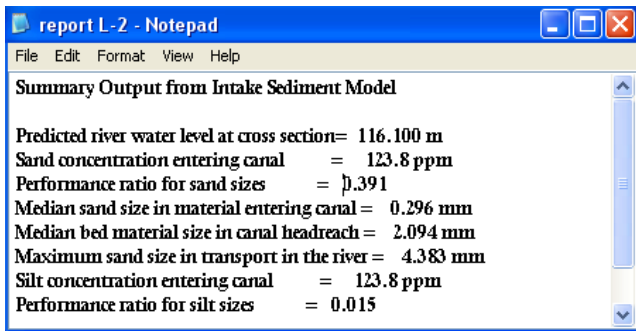 report L-2 - Notepad
File Edit Format View Help
Summary Output from Intake Sediment Model
Predicted river water level at cross section= 116.100 m
Sand concentration entering canal = 123.8 ppm
Performance ratio for sand sizes = 0.391
Median sand size in material entering canal = 0.296 mm
Median bed material size in canal headreach = 2.094 mm
Maximum sand size in transport in the river = 4.383 mm
Silt concentration entering canal = 123.8 ppm
Performance ratio for silt sizes = 0.015